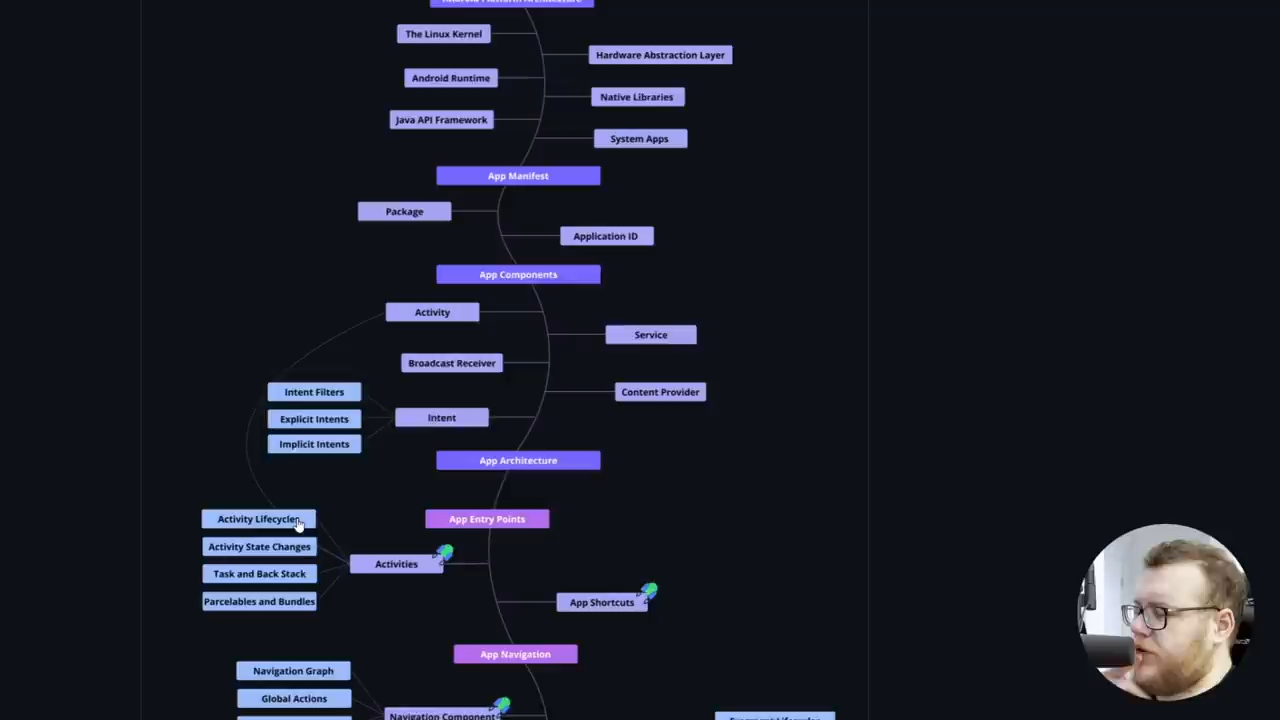 Android Platform Architecture
The Linux Kernel
Hardware Abstraction Layer
Android Runtime
Native Libraries
Java API Framework
System Apps
App Manifest
Package
Application ID
App Components
Activity
Service
Broadcast Receiver
Content Provider
Intent Filters
Intent
Explicit Intents
Implicit Intents
App Architecture
Activity Lifecycle
App Entry Points
Activity State Changes
Activities
Task and Back Stack
Parcelables and Bundles
App Shortcuts
App Navigation
Navigation Graph
Global Actions
Navigation Component